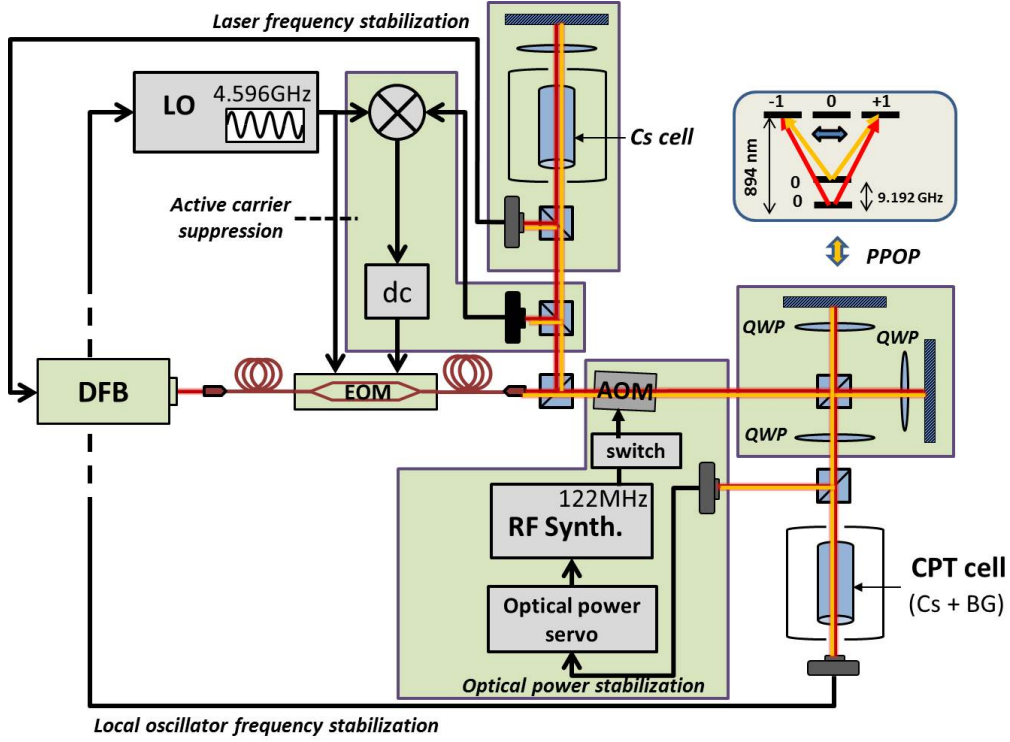 Laser frequency stabilization
LO
4.596GHz
Cs cell
Active carrier
suppression
dc
DFB
EOM
AOM
switch
122MHz
RF Synth.
Optical power
servo
Optical power stabilization
Local oscillator frequency stabilization
-1 0 +1
894 nm
0
0
9.192 GHz
PPOP
QWP
QWP
QWP
CPT cell
(Cs + BG)